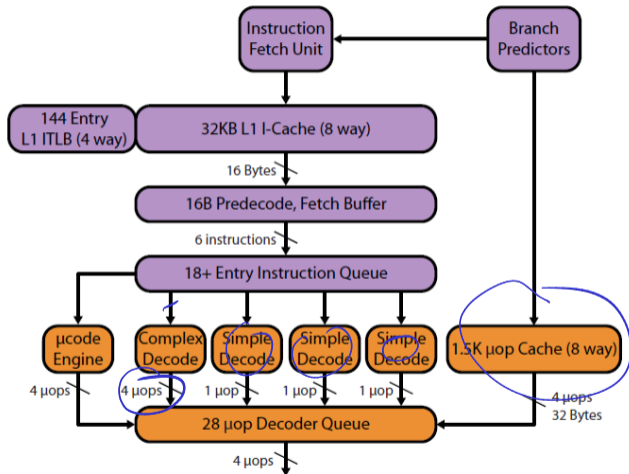 Instruction
Fetch Unit
Branch
Predictors
144 Entry
L1 ITLB (4 way)
32KB L1 I-Cache (8 way)
16 Bytes
16B Predecode, Fetch Buffer
6 instructions
18+ Entry Instruction Queue
μcode
Engine
Complex
Decode
Simple
Decode
Simple
Decode
Simple
Decode
1.5K μop Cache (8 way)
4 μops
4 μops
1 μop
1 μop
1 μop
4 μops
32 Bytes
28 μop Decoder Queue
4 μops